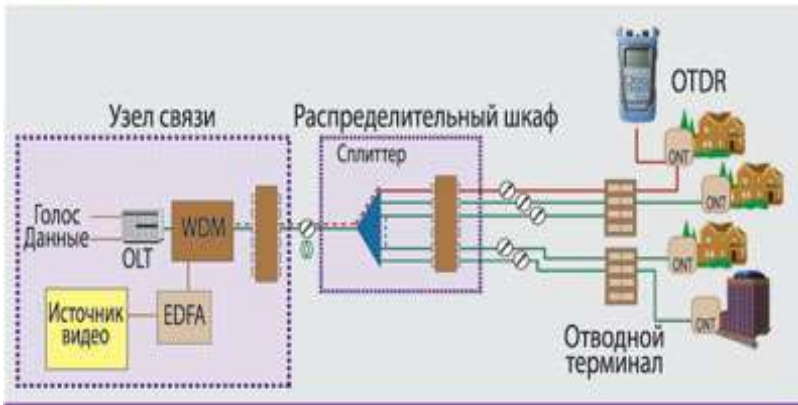 OTDR
Узел связи
Распределительный шкаф
Сплиттер
ONT
Голос
Данные
OLT
WDM
ONT
ONT
Источник
видео
EDFA
ONT
Отводной
терминал